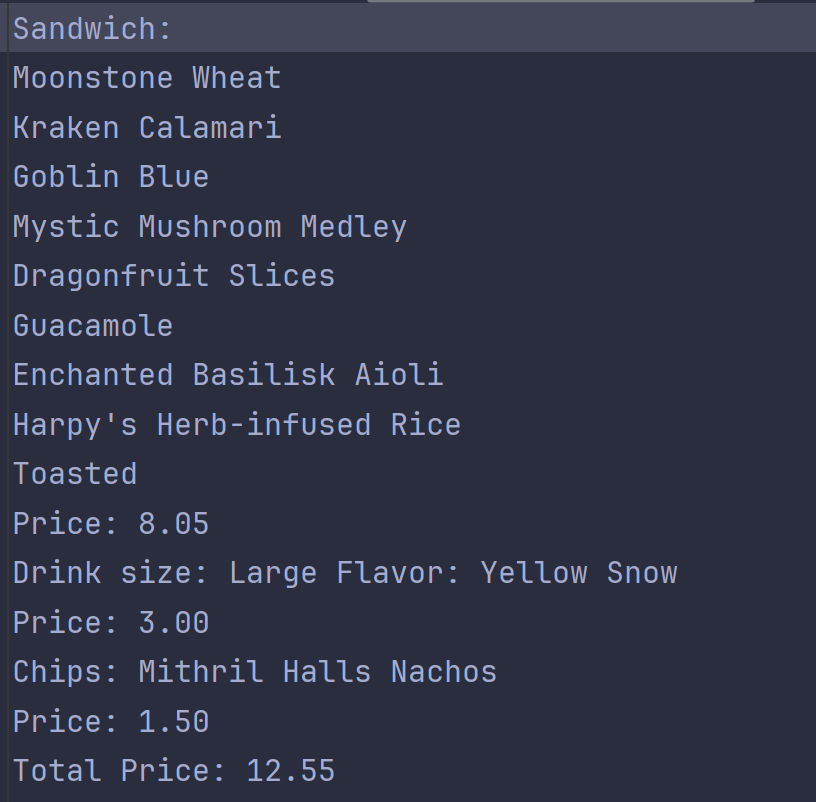 Sandwich:
Moonstone Wheat
Kraken Calamari
Goblin Blue
Mystic Mushroom Medley
Dragonfruit Slices
Guacamole
Enchanted Basilisk Aioli
Harpy's Herb-infused Rice
Toasted
Price: 8.05
Drink size: Large Flavor: Yellow Snow
Price: 3.00
Chips: Mithril Halls Nachos
Price: 1.50
Total Price: 12.55